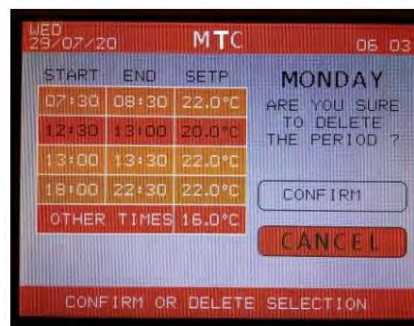 WED
29/07/20 MTC 06 03
START END SETP
07:30 08:30 22.0°C
12:30 13:00 20.0°C
13:00 13:30 22.0°C
18:00 22:30 22.0°C
OTHER TIMES 16.0°C
MONDAY
ARE YOU SURE
TO DELETE
THE PERIOD ?
CONFIRM
CANCEL
CONFIRM OR DELETE SELECTION